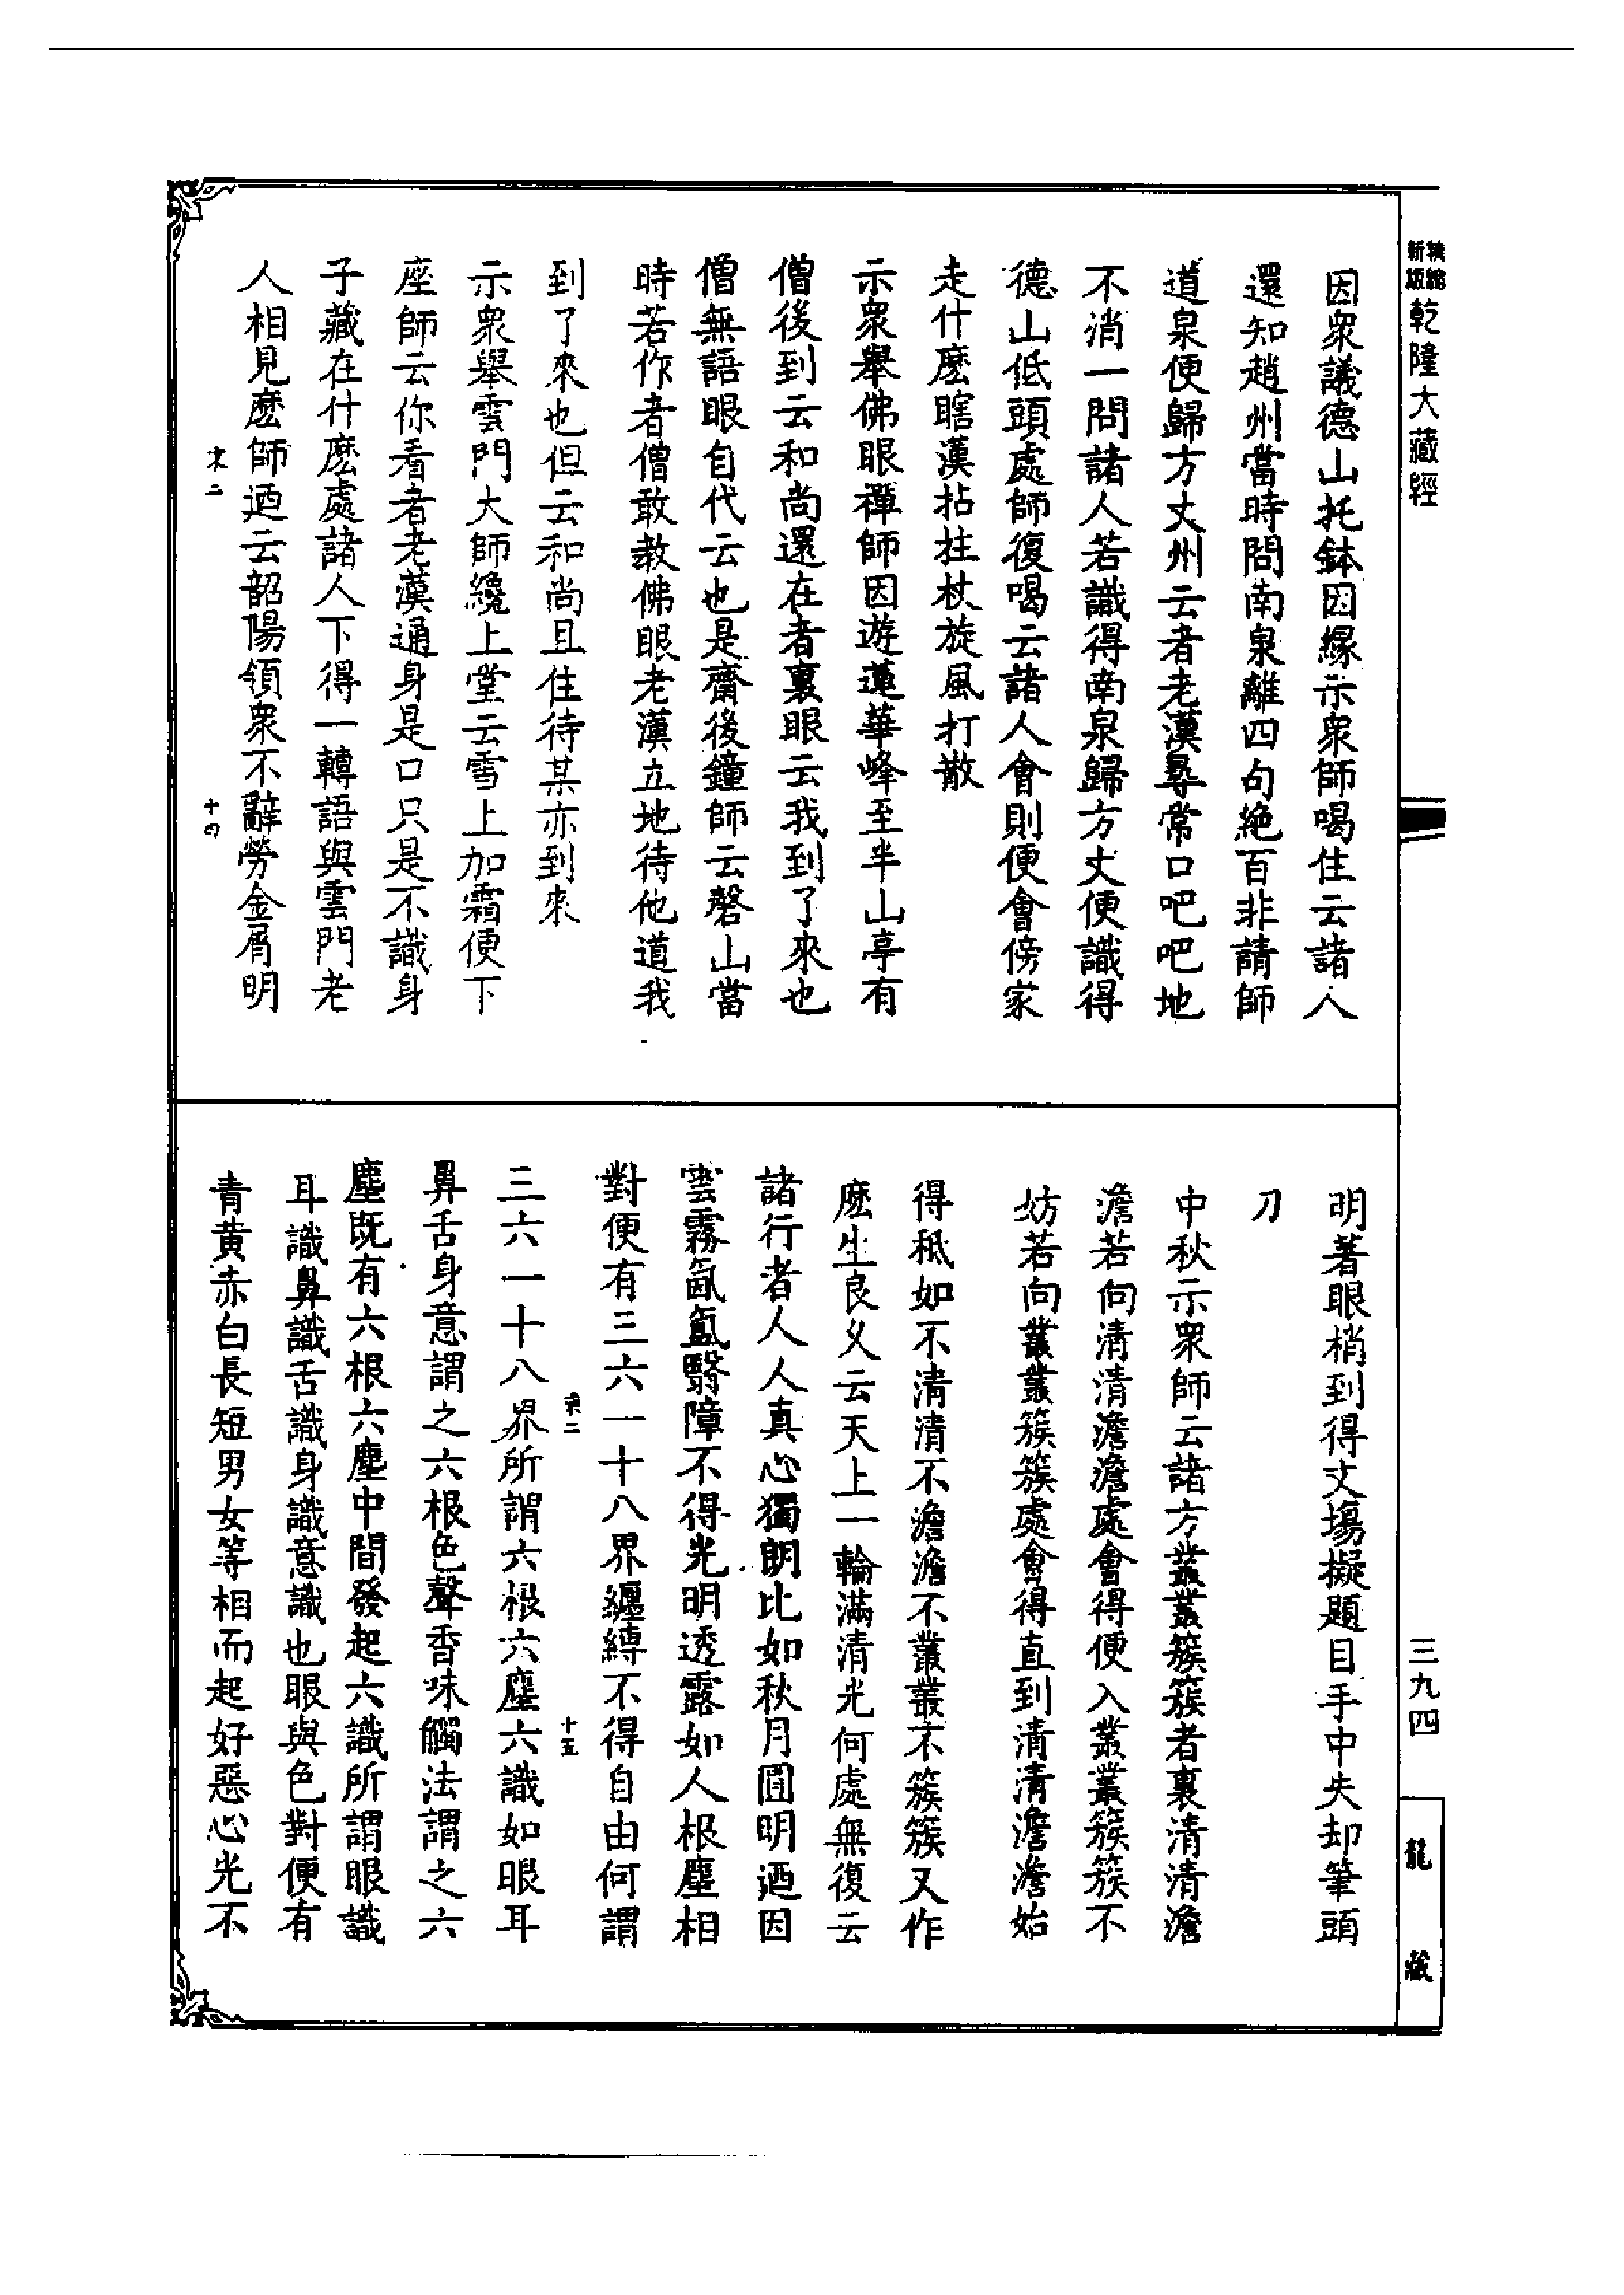 精縮新版 乾隆大藏經
因衆議德山托鉢因緣示衆師喝住云諸人
還知趙州當時問南泉離四句絕百非請師
道泉便歸方丈州云者老漢尋常口吧吧地
不消一問諸人若識得南泉歸方丈便識得
德山低頭處師復喝云諸人會則便會傍家
走什麽瞎漢拈拄杖旋風打散
示衆舉佛眼禪師因遊蓮華峰至半山亭有
僧後到云和尚還在者裏眼云我到了來也
僧無語眼自代云也是齋後鐘師云磬山當
時若作者僧敢教佛眼老漢立地待他道我
到了來也但云和尚且住待某亦到來
示衆舉雲門大師纔上堂云雪上加霜便下
座師云你看者老漢通身是口只是不識身
子藏在什麽處諸人下得一轉語與雲門老
人相見麽師迺云韶陽領衆不辭勞金屑明
十四
明著眼梢到得文塲擬題目手中失却筆頭
刀
中秋示衆師云諸方叢叢簇簇者裏清清澹
澹若向清清澹澹處會得便入叢叢簇簇不
妨若向叢叢簇簇處會得直到清清澹澹始
得秪如不清清不澹澹不叢叢不簇簇又作
麽生良久云天上一輪滿清光何處無復云
諸行者人人真心獨朗比如秋月圓明迺因
雲霧氤氳翳障不得光明透露如人根塵相
對便有三六一十八界纏縛不得自由何謂
十五
三六一十八界所謂六根六塵六識如眼耳
鼻舌身意謂之六根色聲香味觸法謂之六
塵既有六根六塵中間發起六識所謂眼識
耳識鼻識舌識身識意識也眼與色對便有
青黃赤白長短男女等相而起好惡心光不
三九四
龍藏